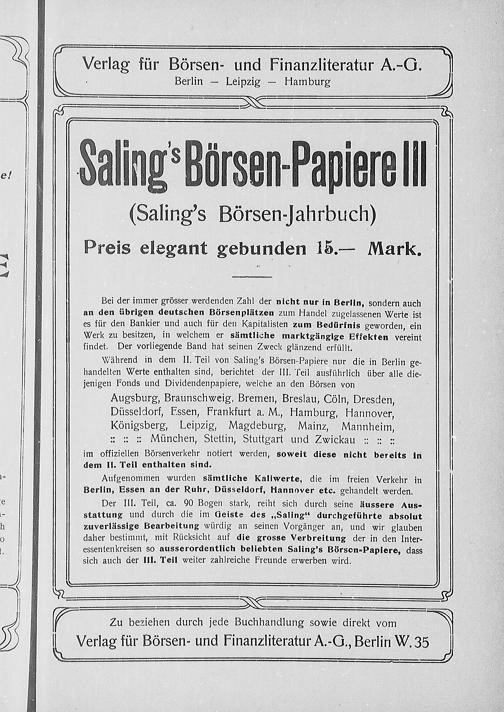 Verlag für Börsen- und Finanzliteratur A.-G.
Berlin — Leipzig — Hamburg
Saling's Börsen-Papiere III
(Saling's Börsen-Jahrbuch)
Preis elegant gebunden 15.— Mark.
Bei der immer grösser werdenden Zahl der nicht nur in Berlin, sondern auch
an den übrigen deutschen Börsenplätzen zum Handel zugelassenen Werte ist
es für den Bankier und auch für den Kapitalisten zum Bedürfnis geworden, ein
Werk zu besitzen, in welchem er sämtliche marktgängige Effekten vereint
findet. Der vorliegende Band hat seinen Zweck glänzend erfüllt.
Während in dem II. Teil von Saling's Börsen-Papiere nur die in Berlin ge-
handelten Werte enthalten sind, berichtet der III. Teil ausführlich über alle die-
jenigen Fonds und Dividendenpapiere, welche an den Börsen von
Augsburg, Braunschweig. Bremen, Breslau, Cöln, Dresden,
Düsseldorf, Essen, Frankfurt a. M., Hamburg, Hannover,
Königsberg, Leipzig, Magdeburg, Mainz, Mannheim,
:: :: :: München, Stettin, Stuttgart und Zwickau :: :: ::
im offiziellen Börsenverkehr notiert werden, soweit diese nicht bereits in
dem II. Teil enthalten sind.
Aufgenommen wurden sämtliche Kaliwerte, die im freien Verkehr in
Berlin, Essen an der Ruhr, Düsseldorf, Hannover etc. gehandelt werden.
Der III. Teil, ca. 90 Bogen stark, reiht sich durch seine äussere Aus-
stattung und durch die im Geiste des „Saling" durchgeführte absolut
zuverlässige Bearbeitung würdig an seinen Vorgänger an, und wir glauben
daher bestimmt, mit Rücksicht auf die grosse Verbreitung der in den Inter-
essentenkreisen so ausserordentlich beliebten Saling's Börsen-Papiere, dass
sich auch der III. Teil weiter zahlreiche Freunde erwerben wird.
Zu beziehen durch jede Buchhandlung sowie direkt vom
Verlag für Börsen- und Finanzliteratur A.-G., Berlin W. 35